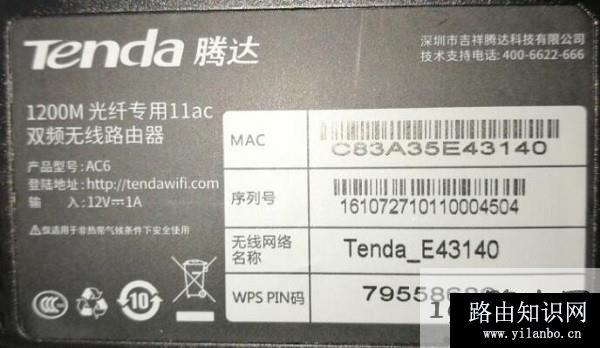 Tenda 腾达
深圳市吉祥腾达科技有限公司
技术支持电话: 400-6622-666
1200M 光纤专用11ac
双频无线路由器
产品型号:AC6
登陆地址:http://tendawifi.com
输 入:12V⎓1A
仅适用于非热带气候条件下安全使用
MAC
C83A35E43140
序列号
161072710110004504
无线网络
名称
Tenda_E43140
WPS PIN码
CCC
10
路由知识网
www.yilanbo.cn